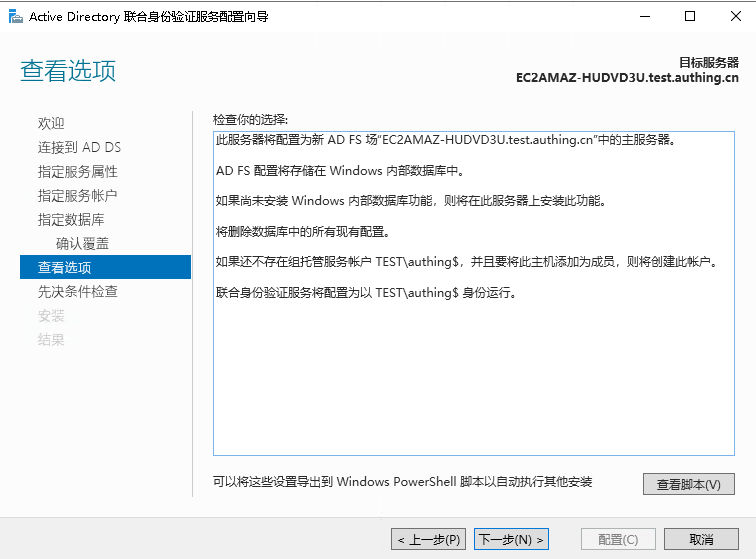 Active Directory 联合身份验证服务配置向导
查看选项
目标服务器
EC2AMAZ-HUDVD3U.test.authing.cn
欢迎
连接到 AD DS
指定服务属性
指定服务帐户
指定数据库
确认覆盖
查看选项
先决条件检查
安装
结果
检查你的选择:
此服务器将配置为新 AD FS 场"EC2AMAZ-HUDVD3U.test.authing.cn"中的主服务器。
AD FS 配置将存储在 Windows 内部数据库中。
如果尚未安装 Windows 内部数据库功能，则将在此服务器上安装此功能。
将删除数据库中的所有现有配置。
如果还不存在组托管服务帐户 TEST\authing$，并且要将此主机添加为成员，则将创建此帐户。
联合身份验证服务将配置为以 TEST\authing$ 身份运行。
可以将这些设置导出到 Windows PowerShell 脚本以自动执行其他安装
查看脚本(V)
< 上一步(P)
下一步(N) >
配置(C)
取消